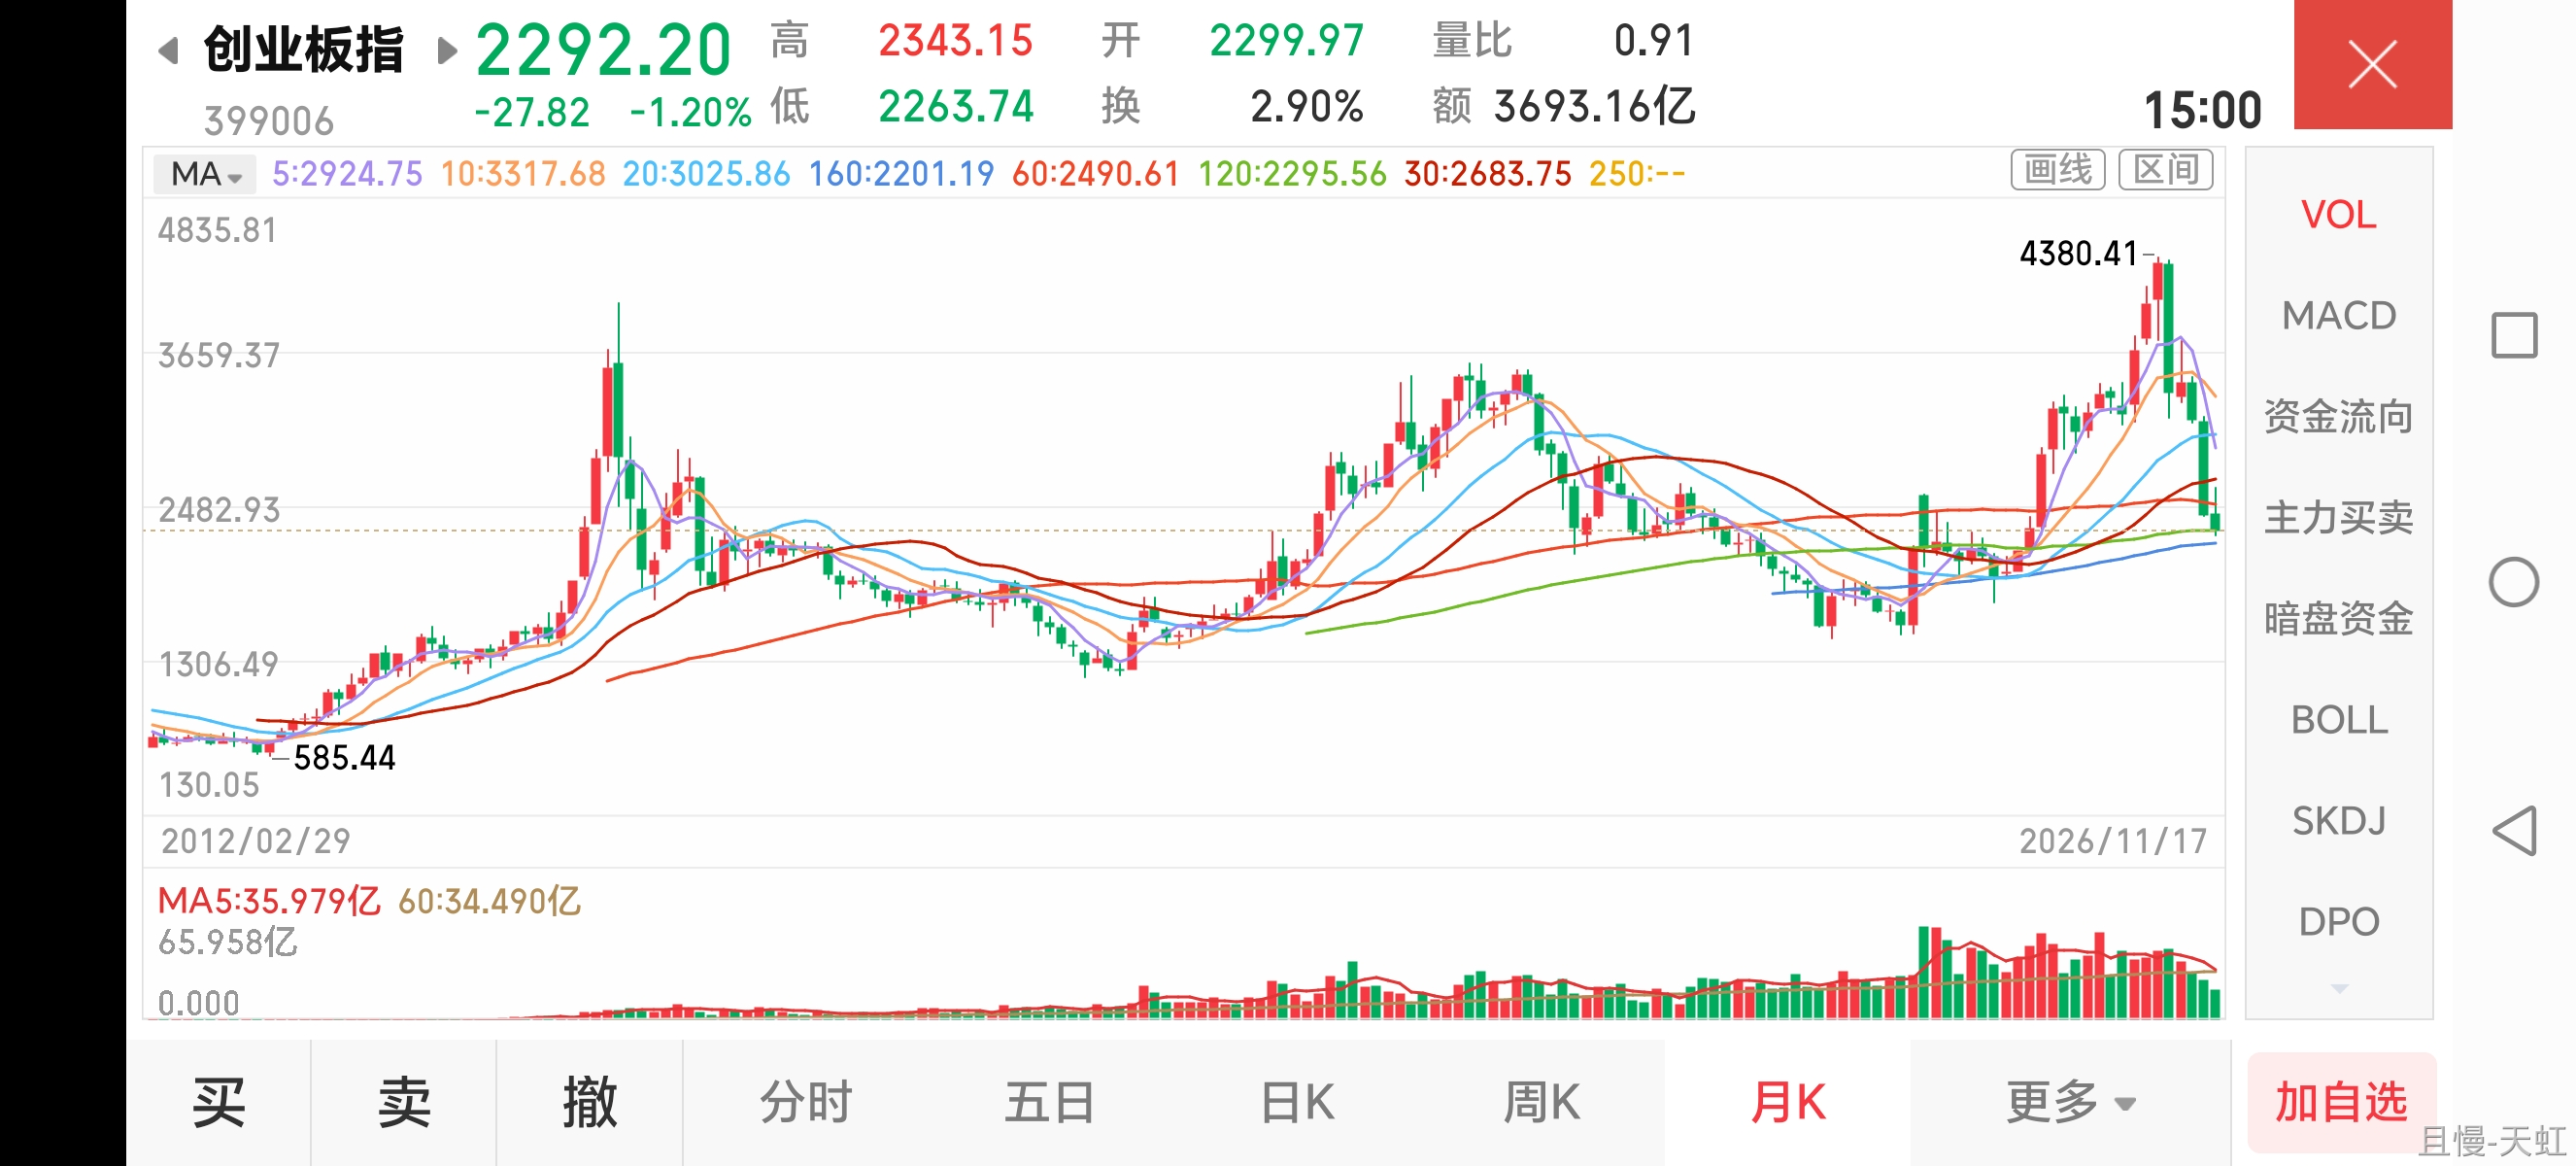 创业板指 2292.20 高 2343.15 开 2299.97 量比 0.91
399006 -27.82 -1.20% 低 2263.74 换 2.90% 额 3693.16亿 15:00
MA 5:2924.75 10:3317.68 20:3025.86 160:2201.19 60:2490.61 120:2295.56 30:2683.75 250:-- 画线 区间
4835.81
4380.41
3659.37
2482.93
1306.49
585.44
130.05
2012/02/29 2026/11/17
MA5:35.979亿 60:34.490亿
65.958亿
0.000
VOL
MACD
资金流向
主力买卖
暗盘资金
BOLL
SKDJ
DPO
买 卖 撤 分时 五日 日K 周K 月K 更多 加自选
且慢-天虹